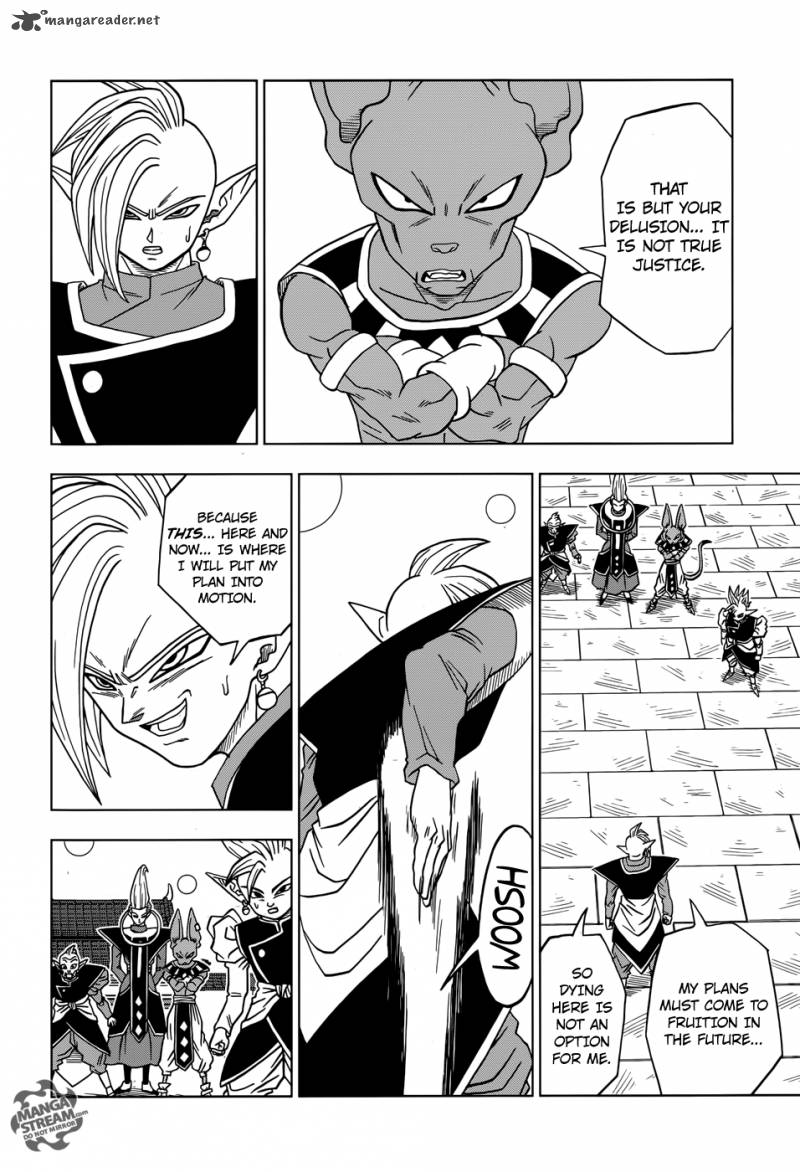 mangareader.net
THAT
IS BUT YOUR
DELUSION... IT
IS NOT TRUE
JUSTICE.
BECAUSE
THIS... HERE AND
NOW... IS WHERE
I WILL PUT MY
PLAN INTO
MOTION.
WOOSH
MY PLANS
MUST COME TO
FRUITION IN
THE FUTURE...
SO
DYING
HERE IS
NOT AN
OPTION
FOR ME.
MANGA
STREAM.com
DO NOT MIRROR